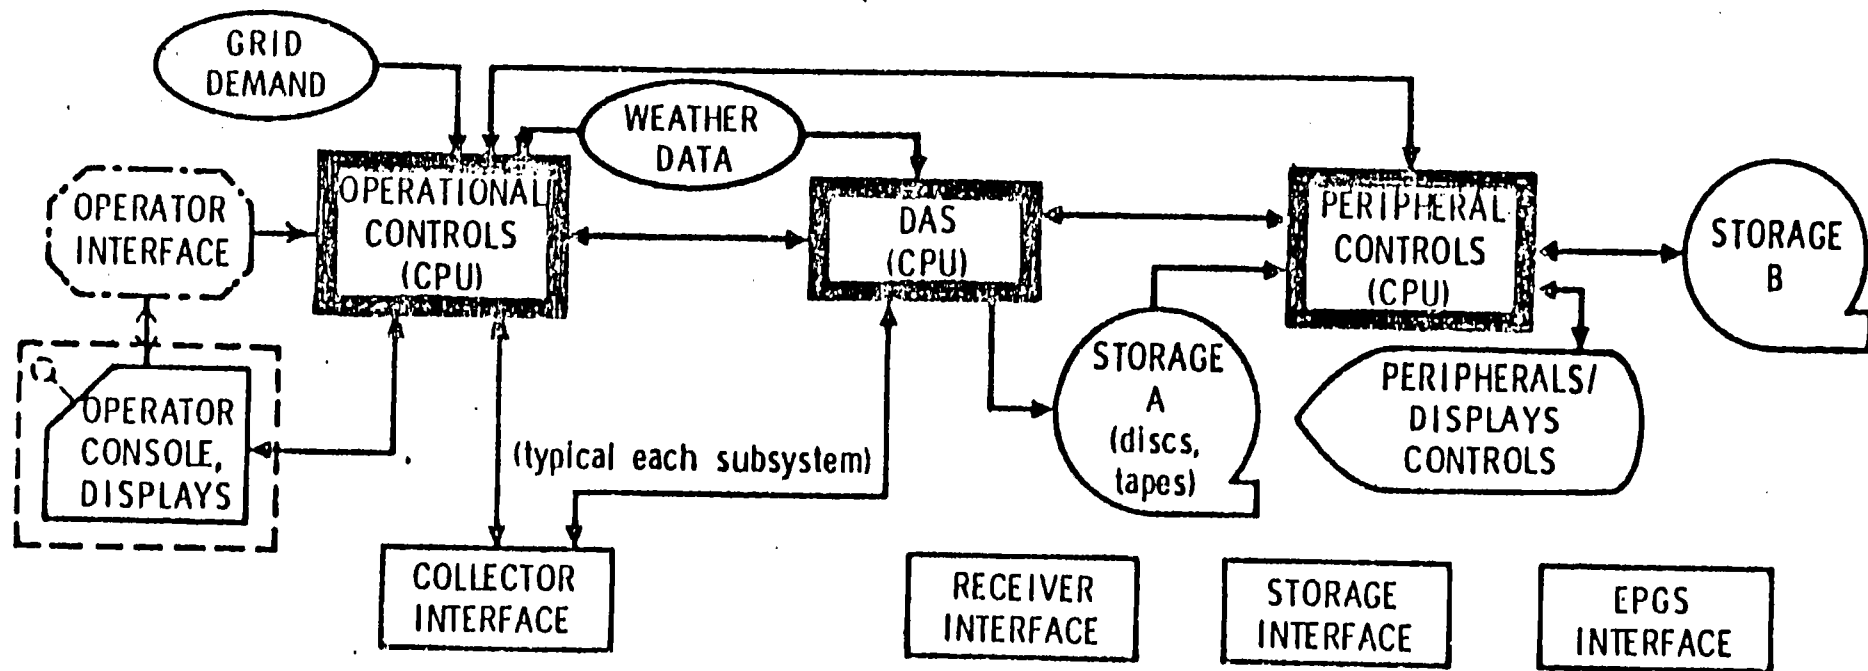 GRID
DEMAND
WEATHER
DATA
OPERATOR
INTERFACE
OPERATIONAL
CONTROLS
(CPU)
DAS
(CPU)
PERIPHERAL
CONTROLS
(CPU)
STORAGE
B
OPERATOR
CONSOLE,
DISPLAYS
(typical each subsystem)
STORAGE
A
(discs,
tapes)
PERIPHERALS/
DISPLAYS
CONTROLS
COLLECTOR
INTERFACE
RECEIVER
INTERFACE
STORAGE
INTERFACE
EPGS
INTERFACE